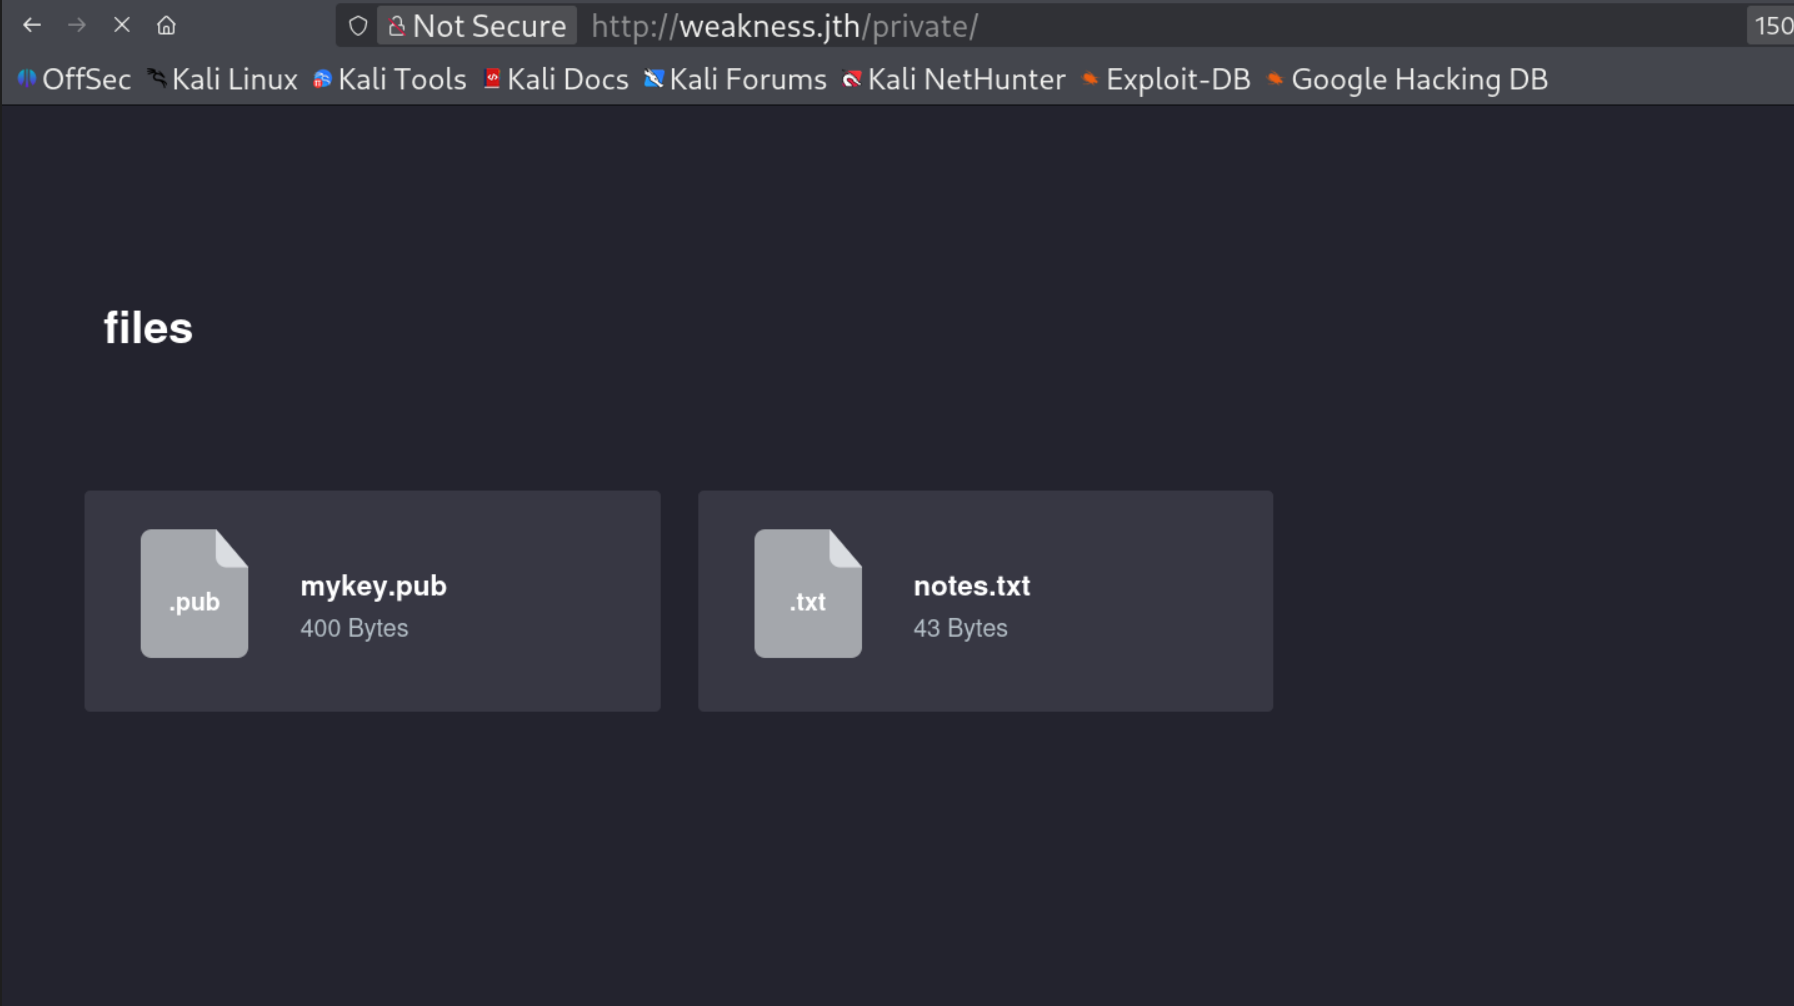 Not Secure http://weakness.jth/private/ 150
OffSec Kali Linux Kali Tools Kali Docs Kali Forums Kali NetHunter Exploit-DB Google Hacking DB
files
.pub
mykey.pub
400 Bytes
.txt
notes.txt
43 Bytes